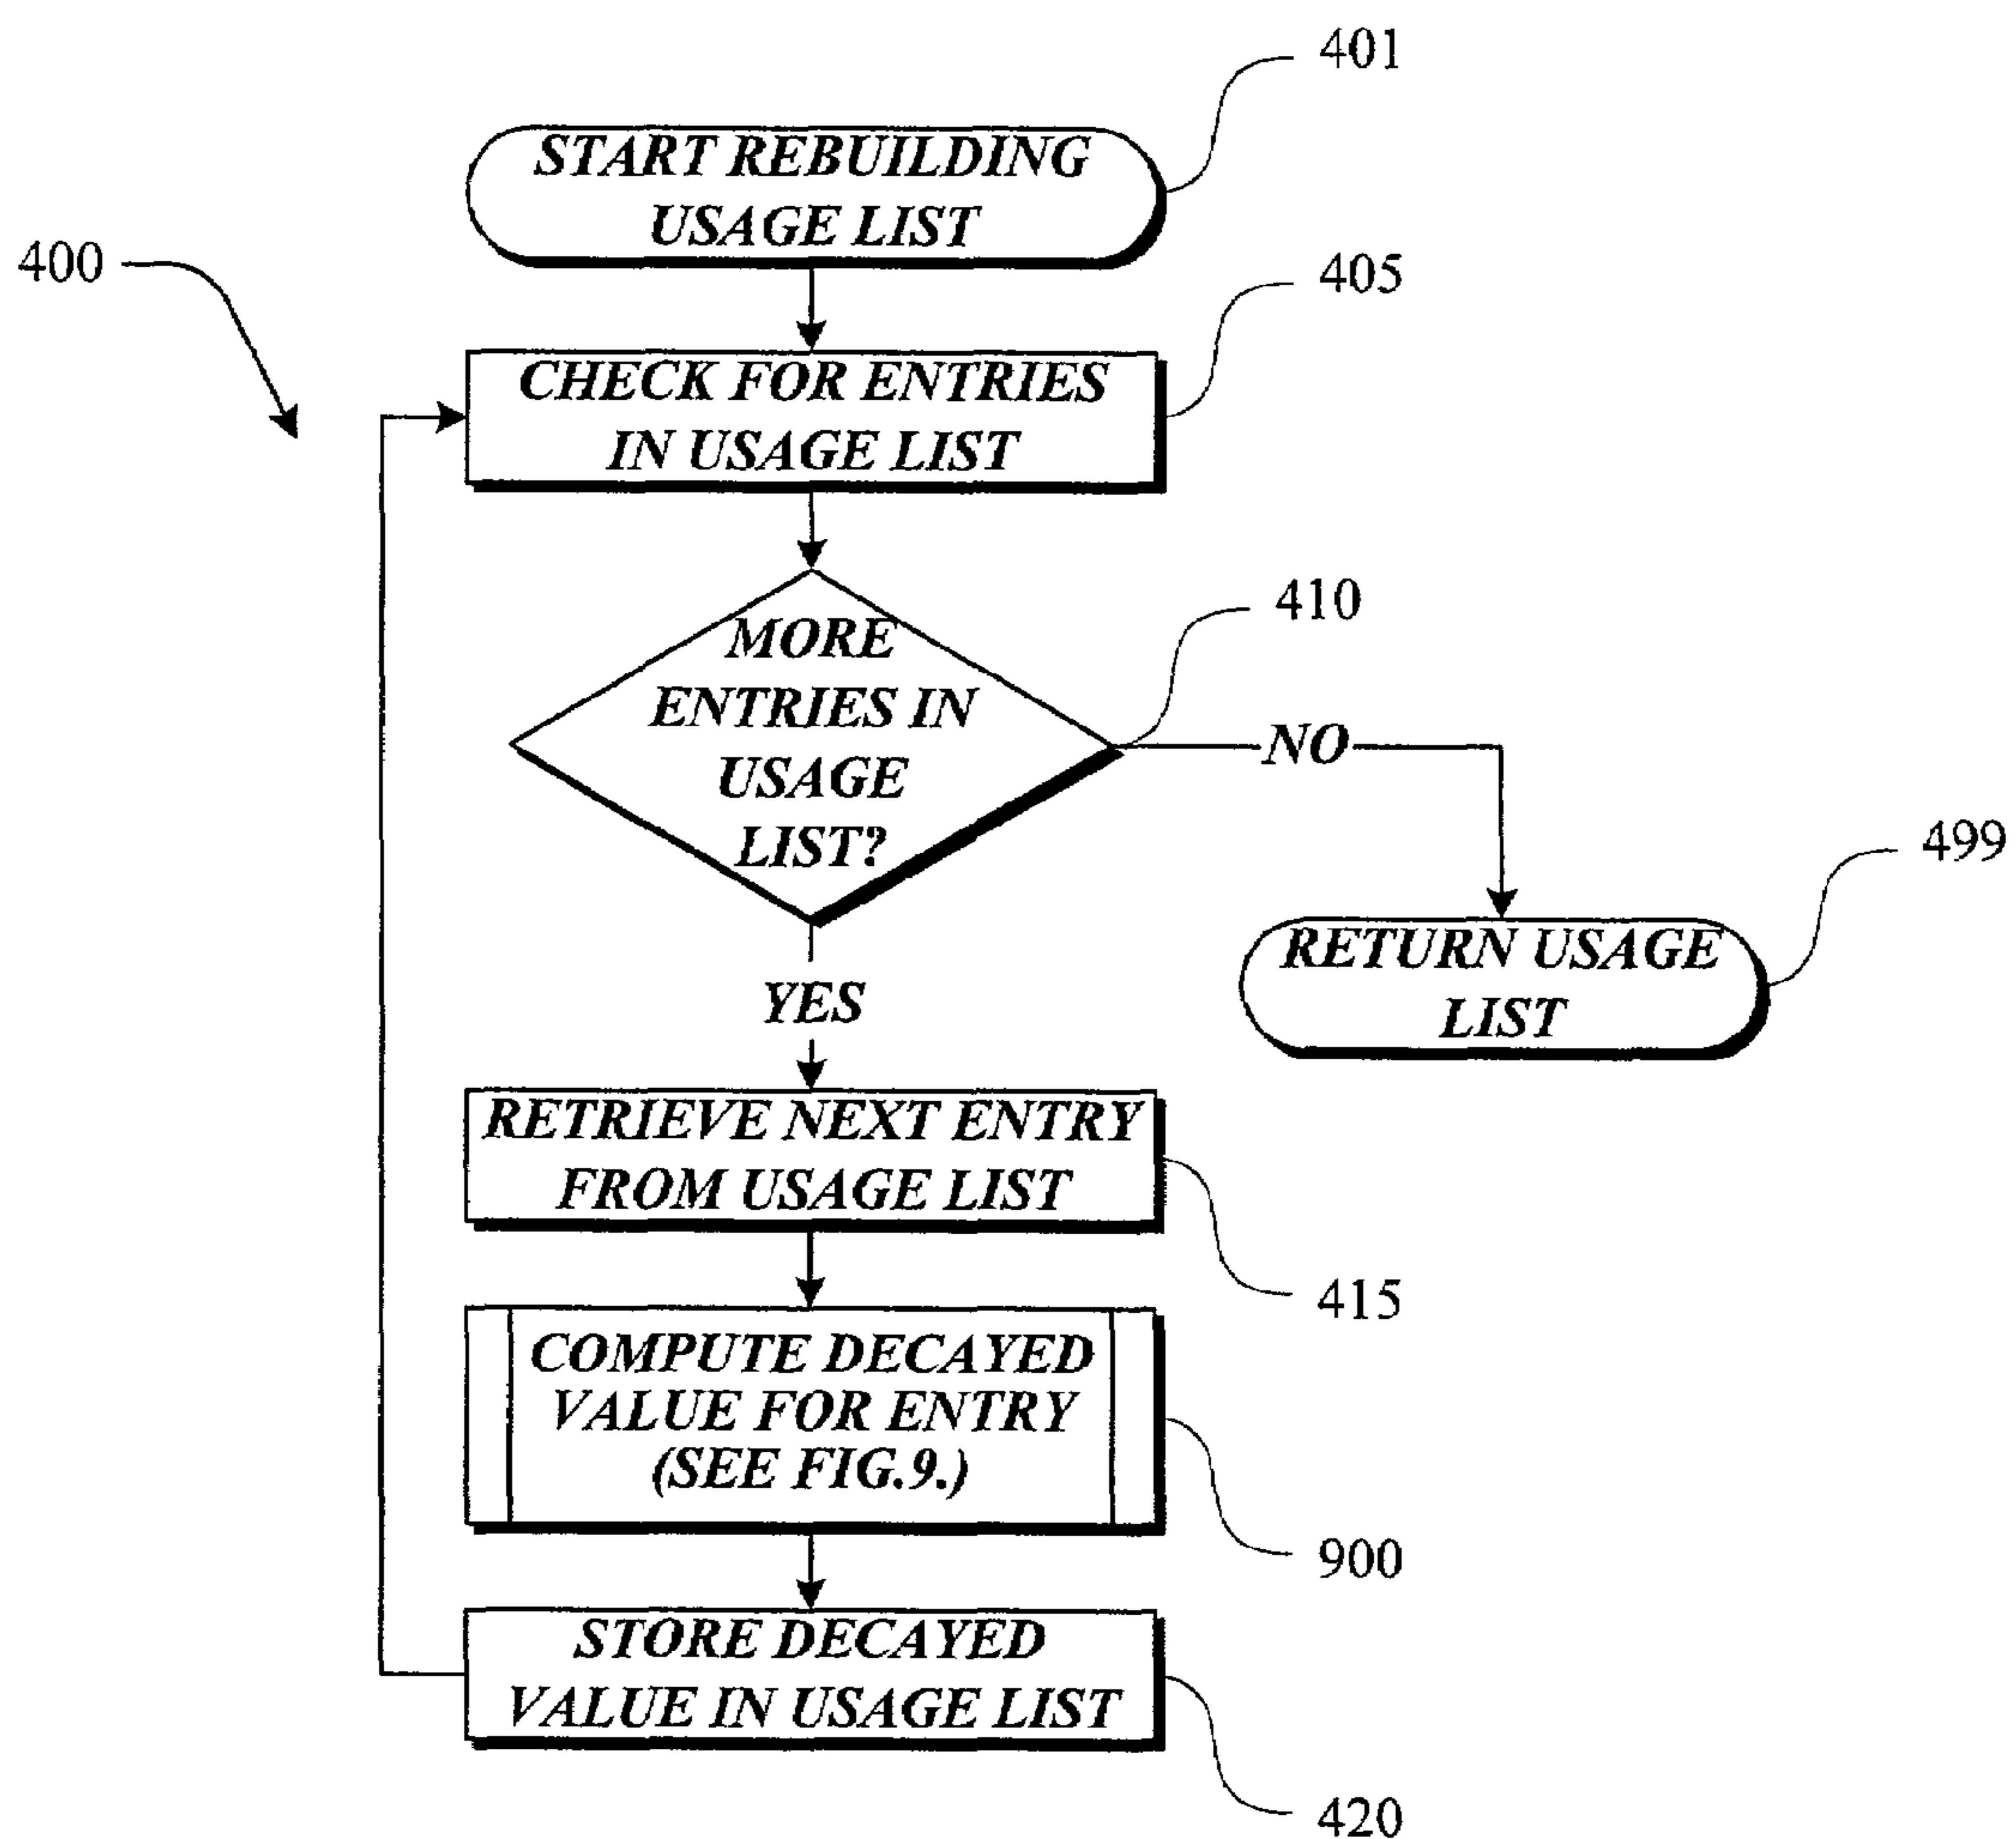 401
START REBUILDING
USAGE LIST
400
405
CHECK FOR ENTRIES
IN USAGE LIST
410
MORE
ENTRIES IN
USAGE
LIST?
NO
499
RETURN USAGE
LIST
YES
RETRIEVE NEXT ENTRY
FROM USAGE LIST
415
COMPUTE DECAYED
VALUE FOR ENTRY
(SEE FIG.9.)
900
STORE DECAYED
VALUE IN USAGE LIST
420